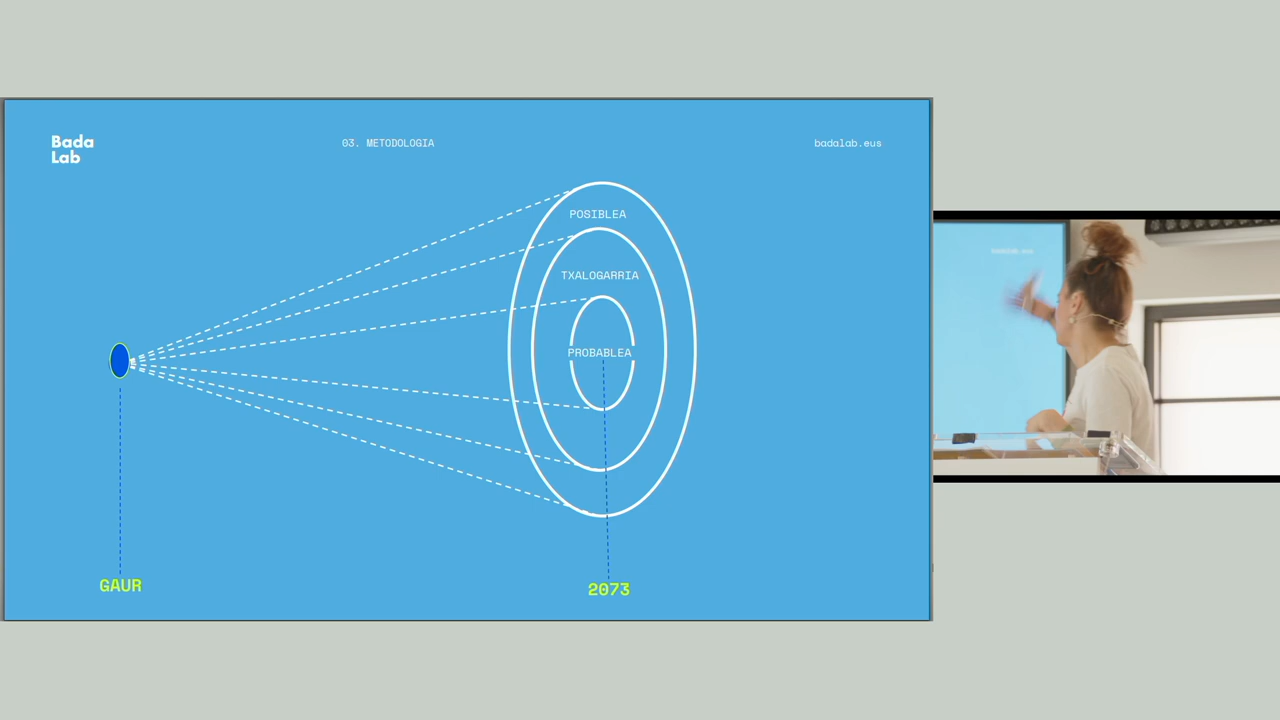 Bada
Lab
03. METODOLOGIA
badalab.eus
POSIBLEA
TXALOGARRIA
PROBABLEA
GAUR
2073